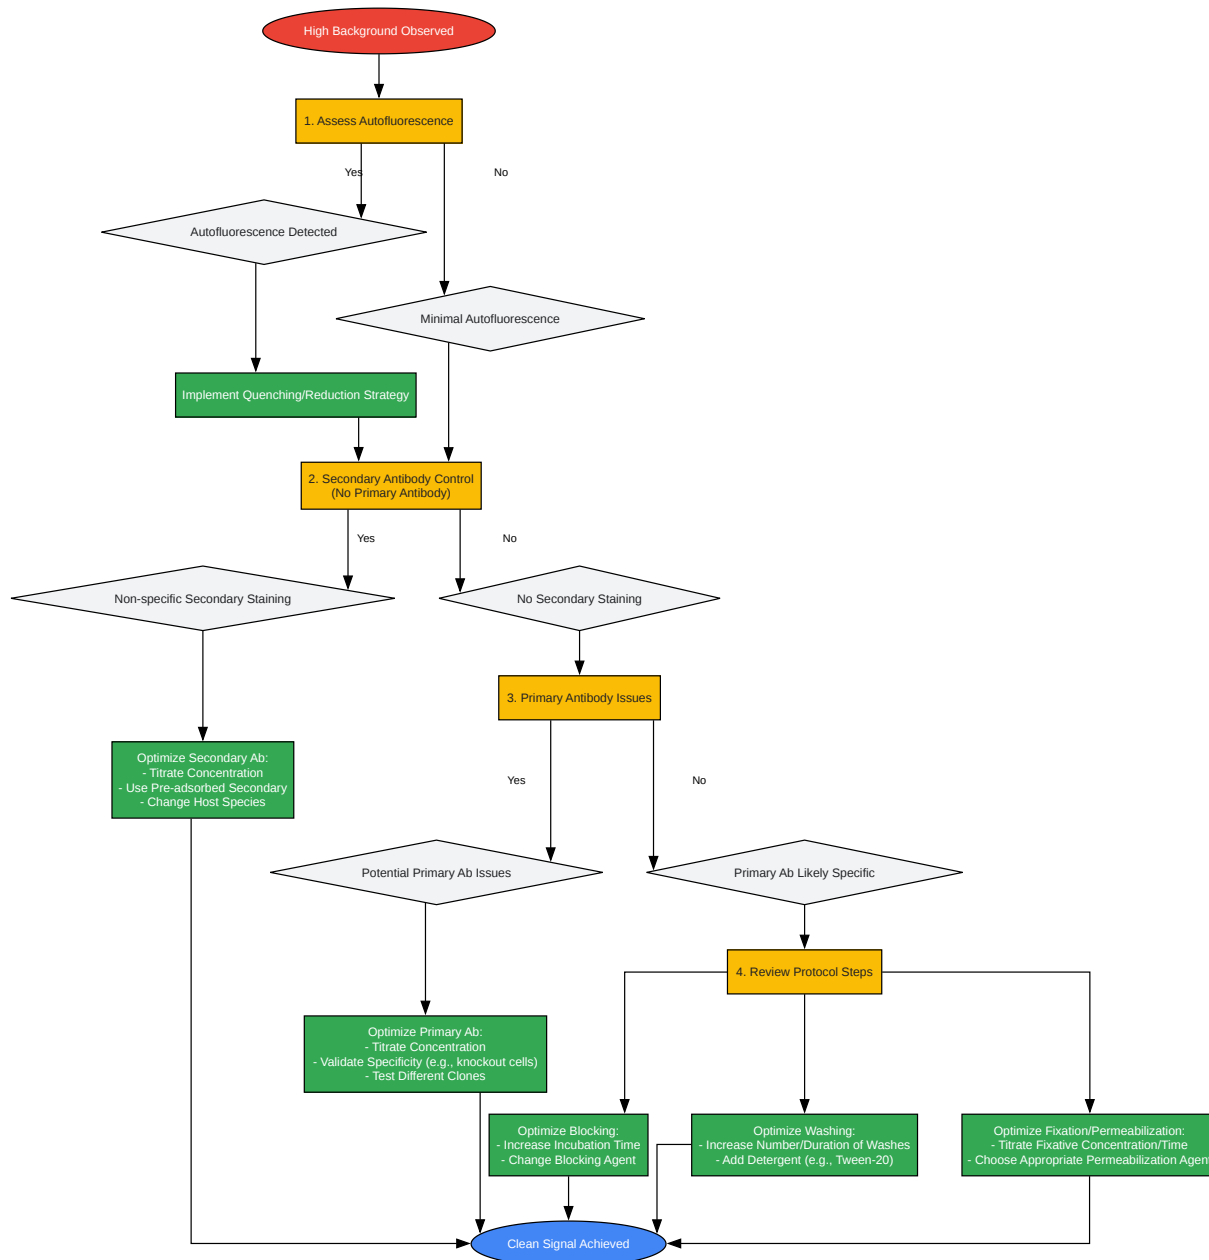 High Background Observed
1. Assess Autofluorescence
Yes
No
Autofluorescence Detected
Minimal Autofluorescence
Implement Quenching/Reduction Strategy
2. Secondary Antibody Control
(No Primary Antibody)
Yes
No
Non-specific Secondary Staining
No Secondary Staining
3. Primary Antibody Issues
Optimize Secondary Ab:
- Titrate Concentration
- Use Pre-adsorbed Secondary
- Change Host Species
Yes
No
Potential Primary Ab Issues
Primary Ab Likely Specific
4. Review Protocol Steps
Optimize Primary Ab:
- Titrate Concentration
- Validate Specificity (e.g., knockout cells)
- Test Different Clones
Optimize Blocking:
- Increase Incubation Time
- Change Blocking Agent
Optimize Washing:
- Increase Number/Duration of Washes
- Add Detergent (e.g., Tween-20)
Optimize Fixation/Permeabilization:
- Titrate Fixative Concentration/Time
- Choose Appropriate Permeabilization Agent
Clean Signal Achieved